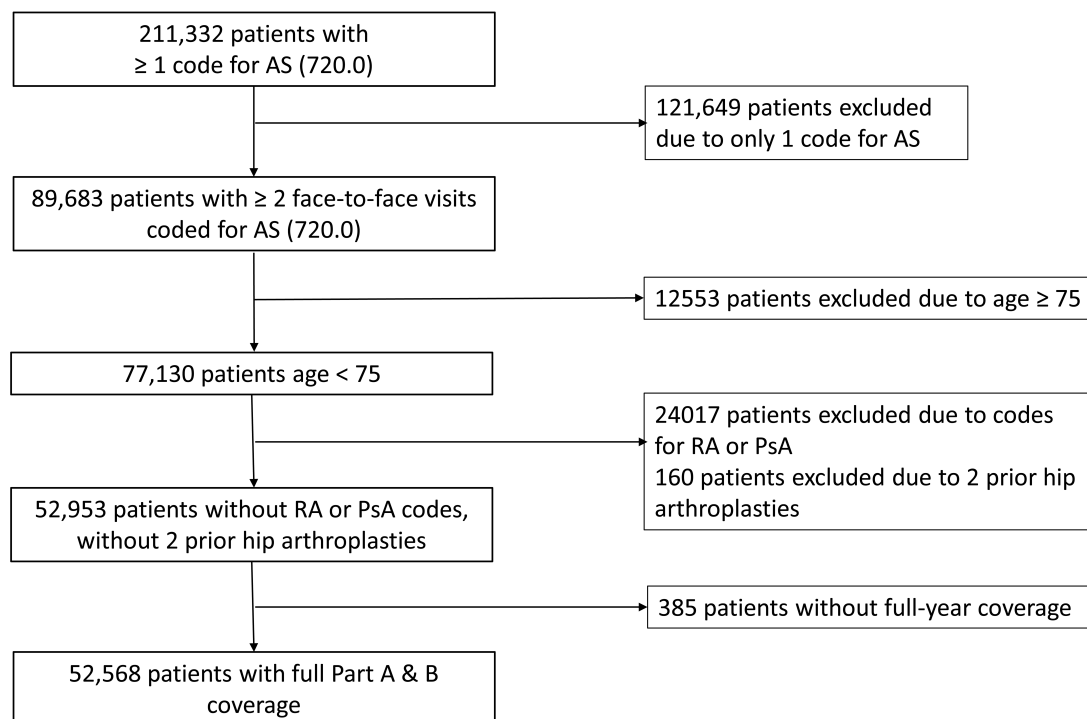 211,332 patients with
≥ 1 code for AS (720.0)
121,649 patients excluded
due to only 1 code for AS
89,683 patients with ≥ 2 face-to-face visits
coded for AS (720.0)
12553 patients excluded due to age ≥ 75
77,130 patients age < 75
24017 patients excluded due to codes
for RA or PsA
160 patients excluded due to 2 prior hip
arthroplasties
52,953 patients without RA or PsA codes,
without 2 prior hip arthroplasties
385 patients without full-year coverage
52,568 patients with full Part A & B
coverage